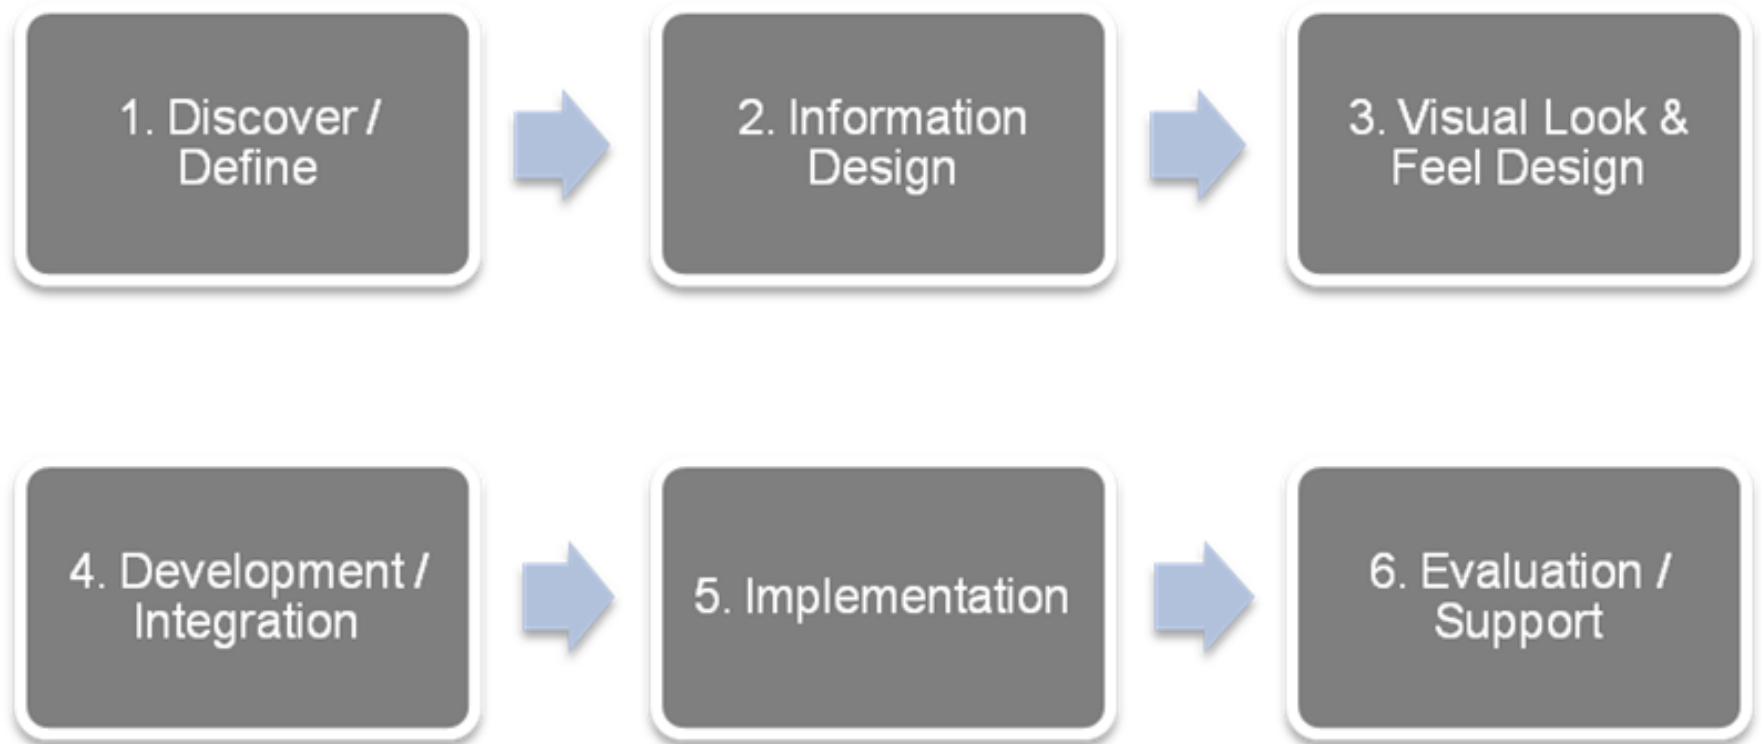 1. Discover /
Define
2. Information
Design
3. Visual Look &
Feel Design
4. Development /
Integration
5. Implementation
6. Evaluation /
Support